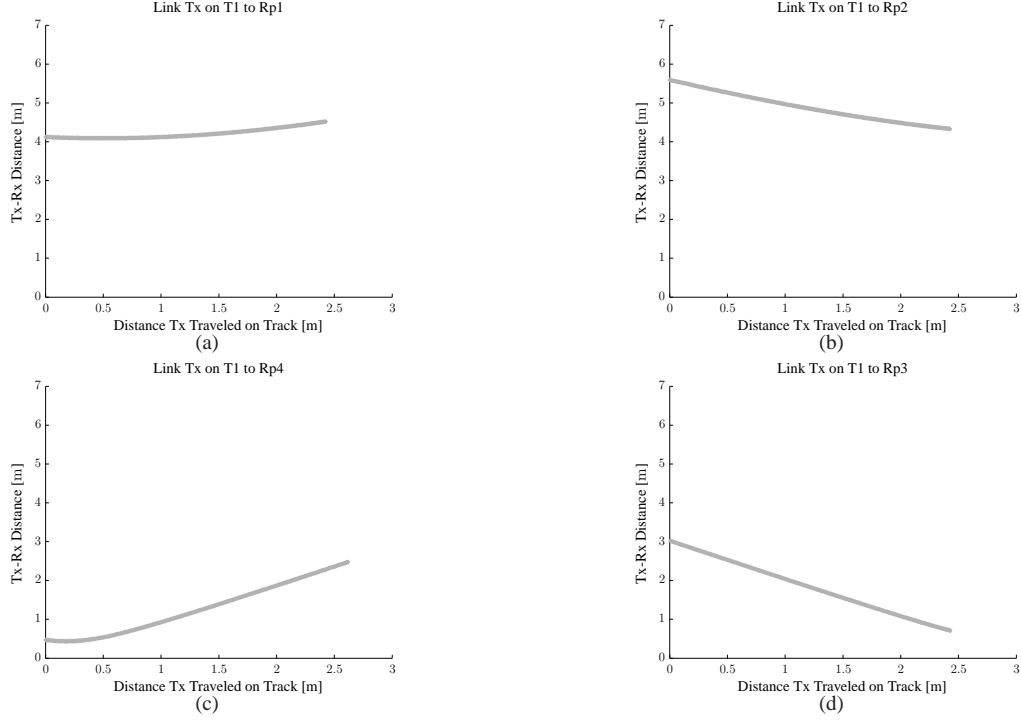 Link Tx on T1 to Rp1
7
6
5
4
3
2
1
0
Tx-Rx Distance [m]
0 0.5 1 1.5 2 2.5 3
Distance Tx Traveled on Track [m]
(a)
Link Tx on T1 to Rp2
7
6
5
4
3
2
1
0
Tx-Rx Distance [m]
0 0.5 1 1.5 2 2.5 3
Distance Tx Traveled on Track [m]
(b)
Link Tx on T1 to Rp4
7
6
5
4
3
2
1
0
Tx-Rx Distance [m]
0 0.5 1 1.5 2 2.5 3
Distance Tx Traveled on Track [m]
(c)
Link Tx on T1 to Rp3
7
6
5
4
3
2
1
0
Tx-Rx Distance [m]
0 0.5 1 1.5 2 2.5 3
Distance Tx Traveled on Track [m]
(d)